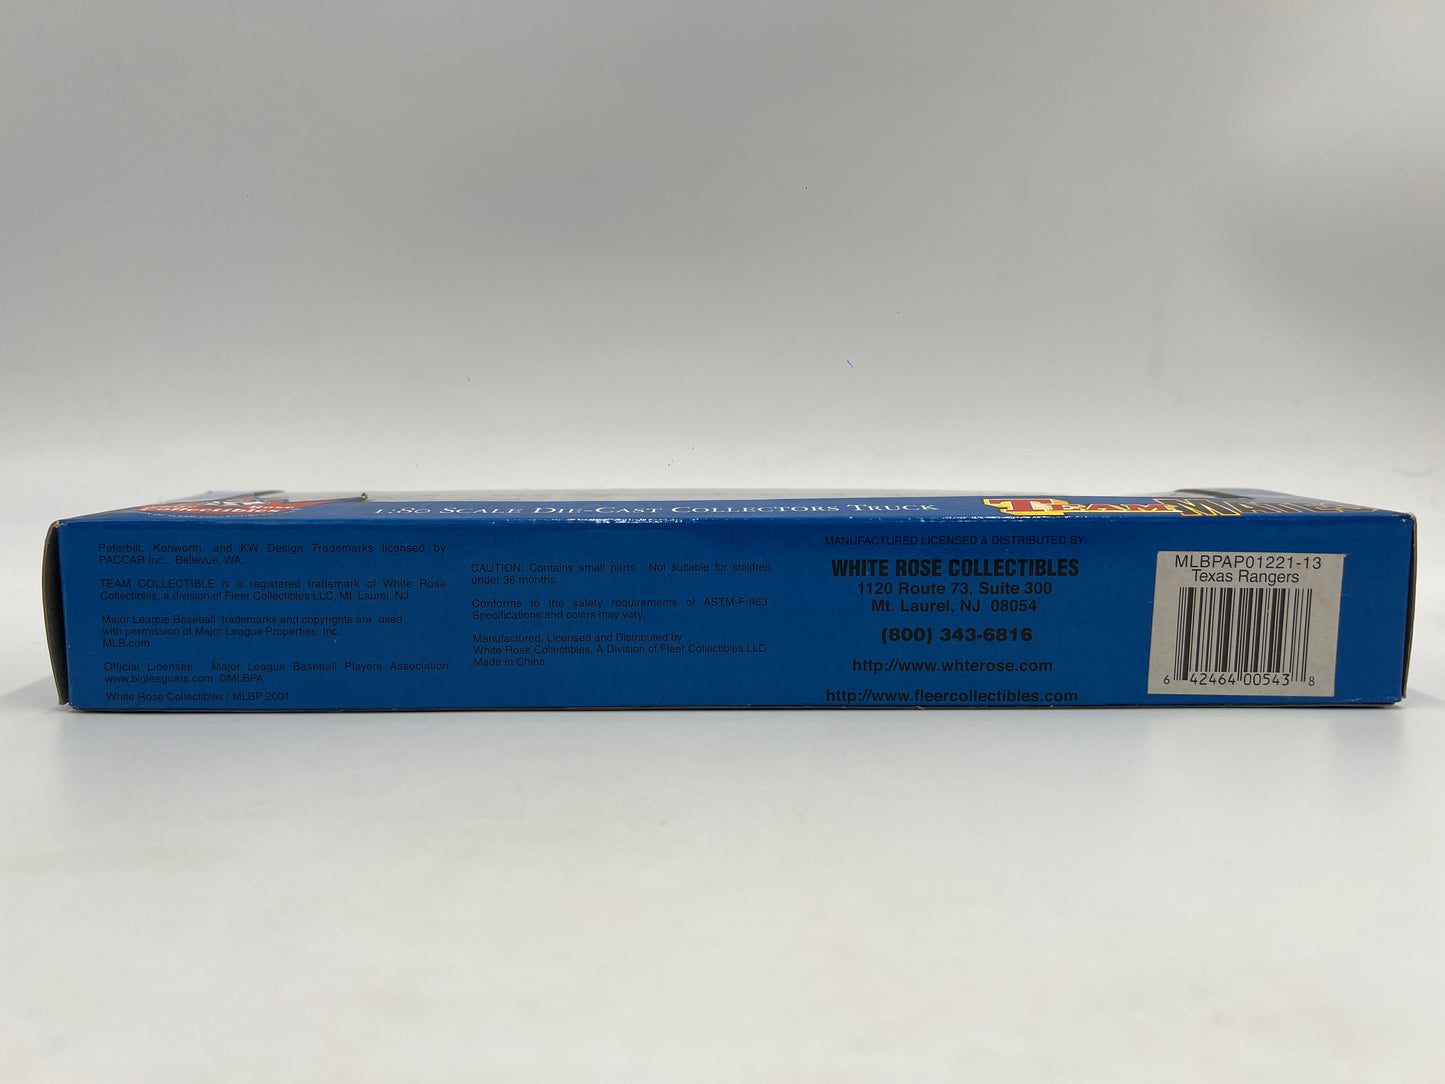 Collectibles
1:80 SCALE DIE-CAST COLLECTORS TRUCK
TEAM
Peterbilt, Kenworth, and KW Design Trademarks licensed by
PACCAR Inc., Bellevue, WA.
TEAM COLLECTIBLE is a registered trademark of White Rose
Collectibles, a division of Fleer Collectibles LLC, Mt. Laurel, NJ
Major League Baseball trademarks and copyrights are used
with permission of Major League Properties, Inc.
MLB.com
Official Licensee - Major League Baseball Players Association
www.bigleaguers.com ©MLBPA
White Rose Collectibles / MLBP 2001
CAUTION: Contains small parts. Not suitable for children
under 36 months.
Conforms to the safety requirements of ASTM-F-963.
Specifications and colors may vary.
Manufactured, Licensed and Distributed by
White Rose Collectibles, A Division of Fleer Collectibles LLC
Made in China
MANUFACTURED LICENSED & DISTRIBUTED BY:
WHITE ROSE COLLECTIBLES
1120 Route 73, Suite 300
Mt. Laurel, NJ 08054
(800) 343-6816
http://www.whterose.com
http://www.fleercollectibles.com
MLBPAP01221-13
Texas Rangers
6 42464 00543 8